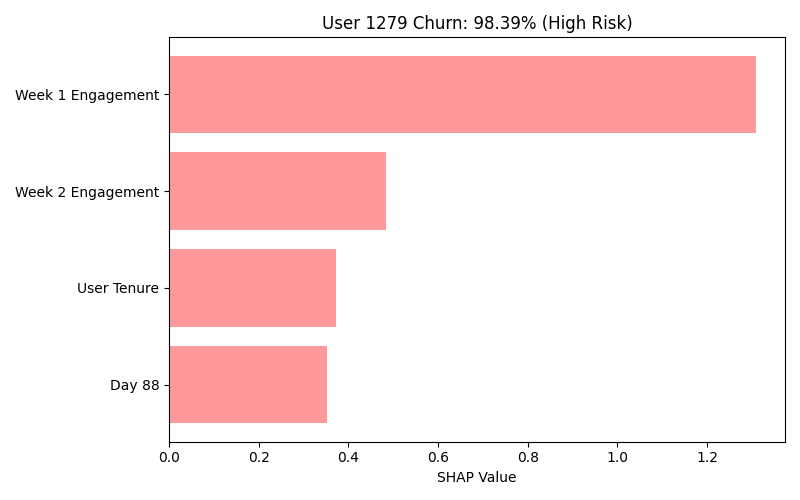 User 1279 Churn: 98.39% (High Risk)
Week 1 Engagement
Week 2 Engagement
User Tenure
Day 88
0.0 0.2 0.4 0.6 0.8 1.0 1.2
SHAP Value